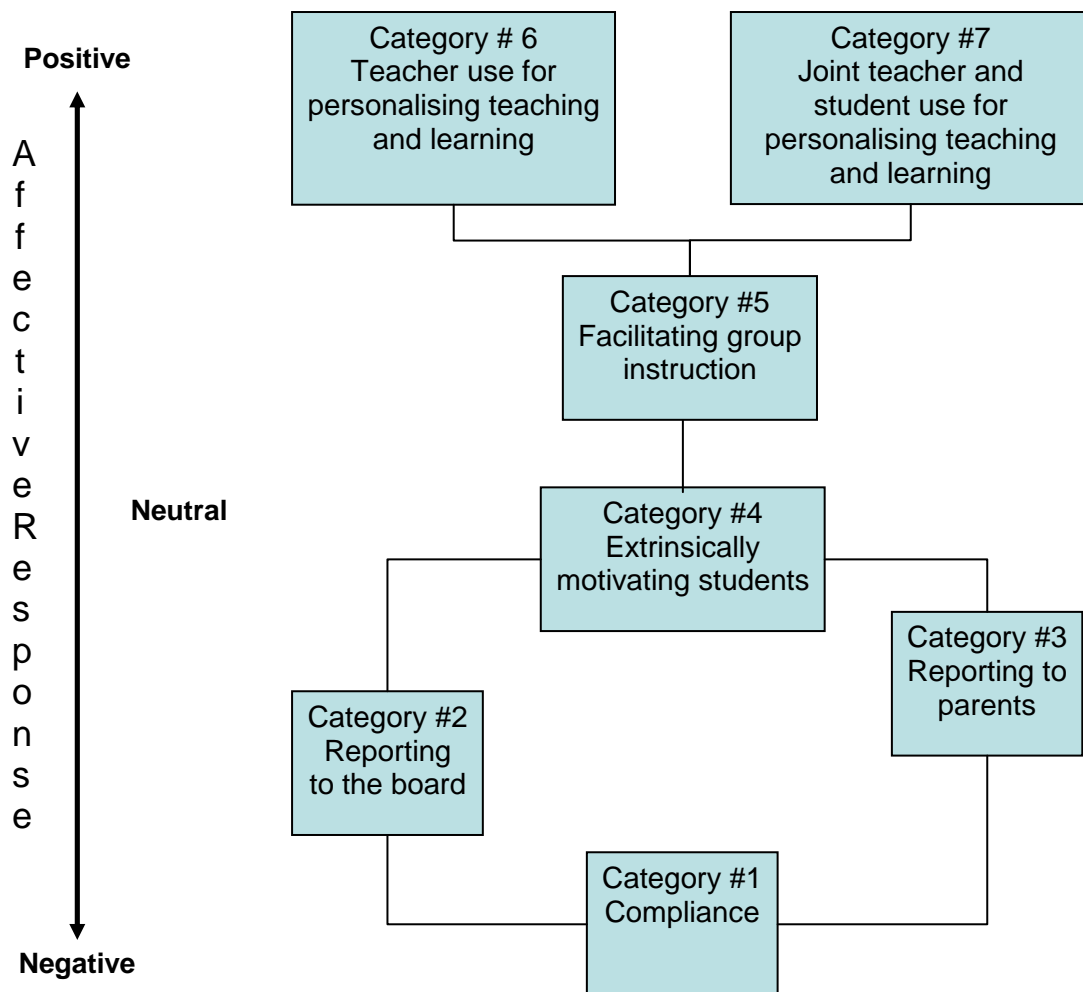 Positive
Category # 6
Teacher use for
personalising teaching
and learning
Category #7
Joint teacher and
student use for
personalising teaching
and learning
A
f
f
e
c
t
i
v
e
R
e
s
p
o
n
s
e
Category #5
Facilitating group
instruction
Neutral
Category #4
Extrinsically
motivating students
Category #3
Reporting to
parents
Category #2
Reporting
to the board
Category #1
Compliance
Negative